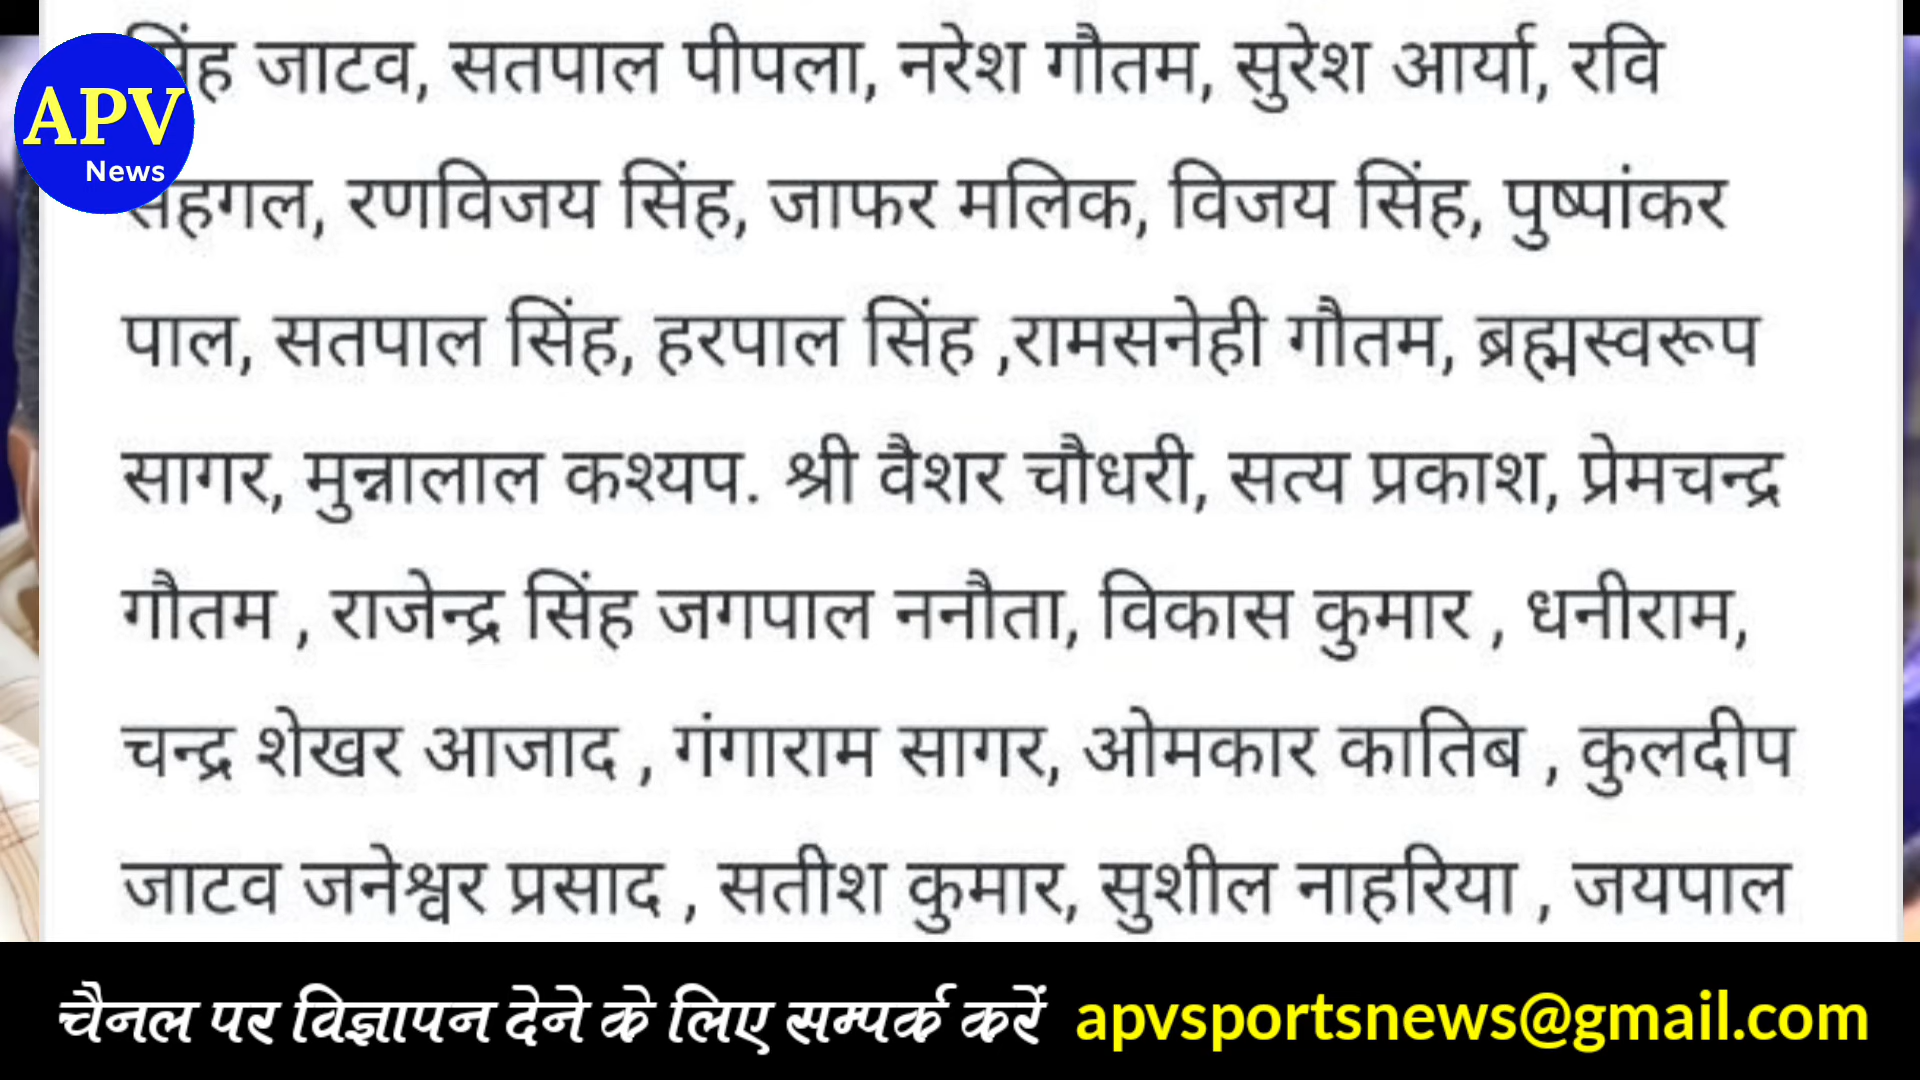 सिंह जाटव, सतपाल पीपला, नरेश गौतम, सुरेश आर्या, रवि
APV
News
सहगल, रणविजय सिंह, जाफर मलिक, विजय सिंह, पुष्पांकर
पाल, सतपाल सिंह, हरपाल सिंह ,रामसनेही गौतम, ब्रह्मस्वरूप
सागर, मुन्नालाल कश्यप. श्री वैशर चौधरी, सत्य प्रकाश, प्रेमचन्द्र
गौतम , राजेन्द्र सिंह जगपाल ननौता, विकास कुमार , धनीराम,
चन्द्र शेखर आजाद , गंगाराम सागर, ओमकार कातिब , कुलदीप
जाटव जनेश्वर प्रसाद , सतीश कुमार, सुशील नाहरिया , जयपाल
चैनल पर विज्ञापन देने के लिए सम्पर्क करें apvsportsnews@gmail.com